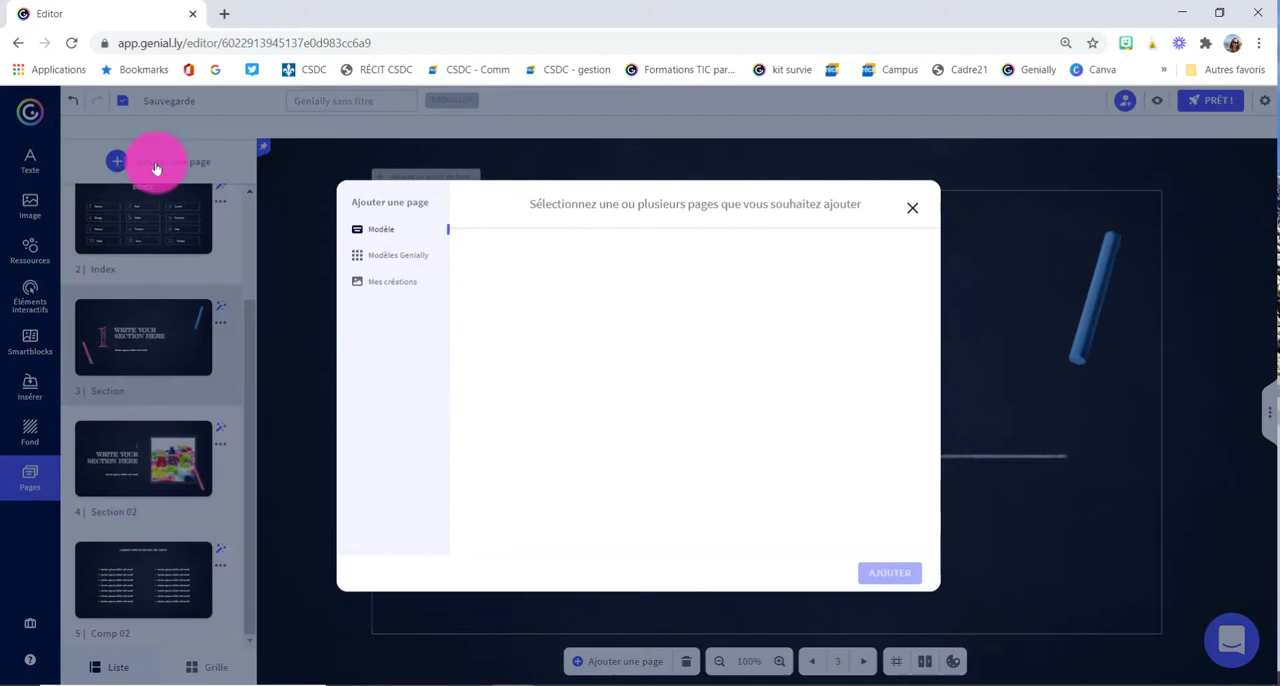 Editor
app.genial.ly/editor/6022913945137e0d983cc6a9
Applications
Bookmarks
CSDC
RÉCIT CSDC
CSDC - Comm
CSDC - gestion
Formations TIC par...
kit survie
Campus
Cadre21
Genially
Canva
»
Autres favoris
Sauvegarde
Genially sans titre
PRÊT !
Texte
Image
Ressources
Éléments
interactifs
Smartblocks
Insérer
Fond
Pages
page
2 | Index
WRITE YOUR
SECTION HERE
3 | Section
WRITE YOUR
SECTION HERE
4 | Section 02
5 | Comp 02
Liste
Grille
Ajouter une page
Modèle
Modèles Genially
Mes créations
Sélectionnez une ou plusieurs pages que vous souhaitez ajouter
AJOUTER
Ajouter une page
100%
3